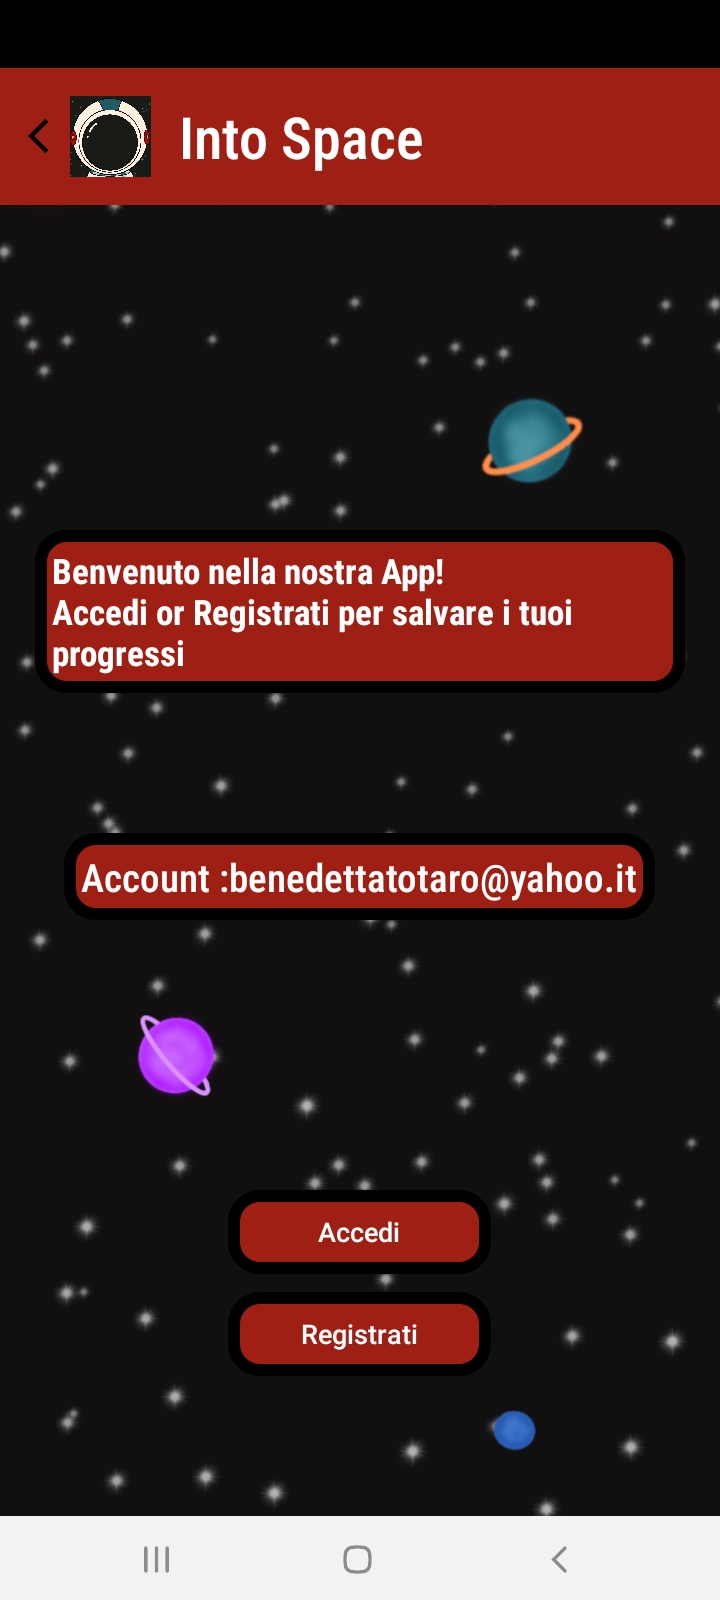 Into Space
Benvenuto nella nostra App!
Accedi or Registrati per salvare i tuoi
progressi
Account :benedettatotaro@yahoo.it
Accedi
Registrati